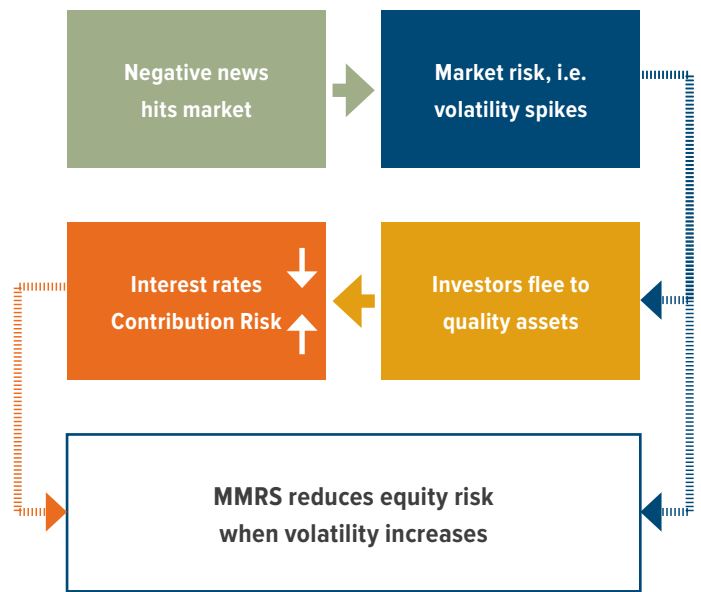 Negative news
hits market
Market risk, i.e.
volatility spikes
Investors flee to
quality assets
Interest rates
Contribution Risk
MMRS reduces equity risk
when volatility increases